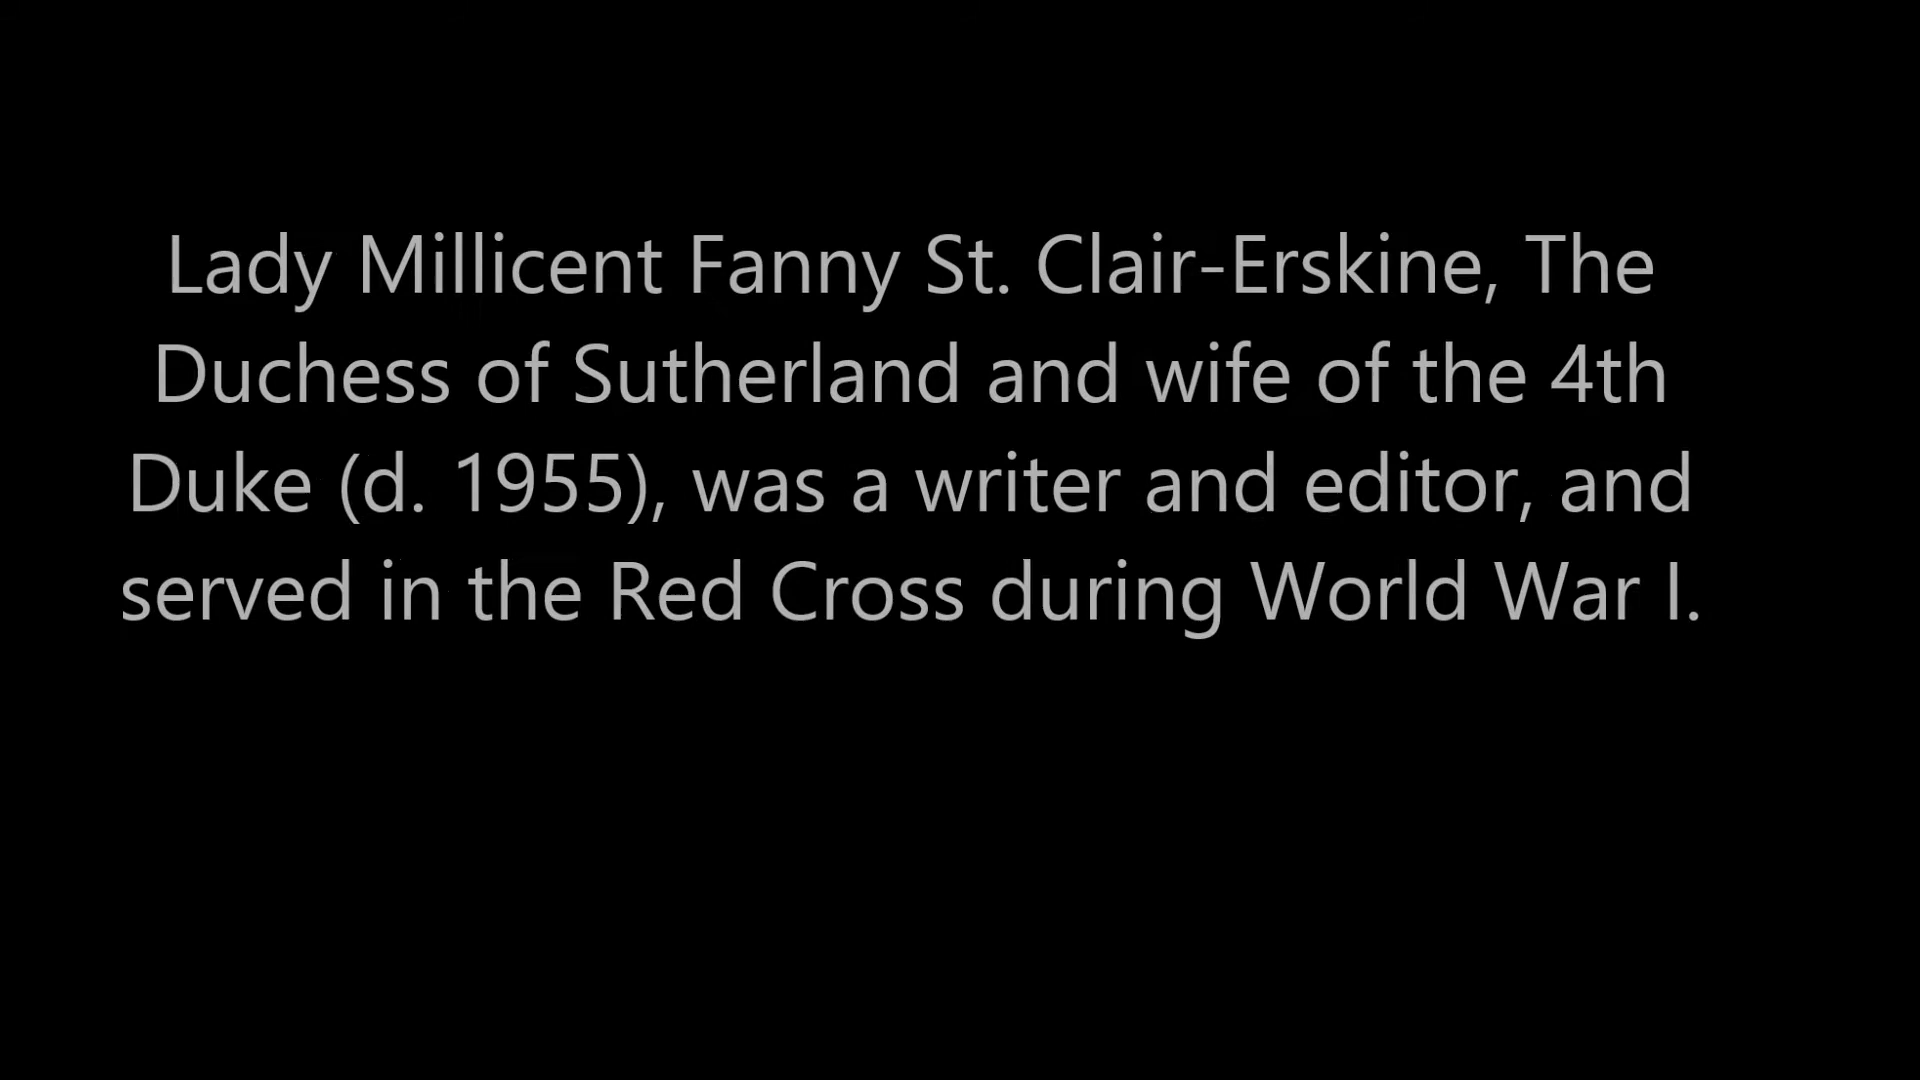 Lady Millicent Fanny St. Clair-Erskine, The
Duchess of Sutherland and wife of the 4th
Duke (d. 1955), was a writer and editor, and
served in the Red Cross during World War I.